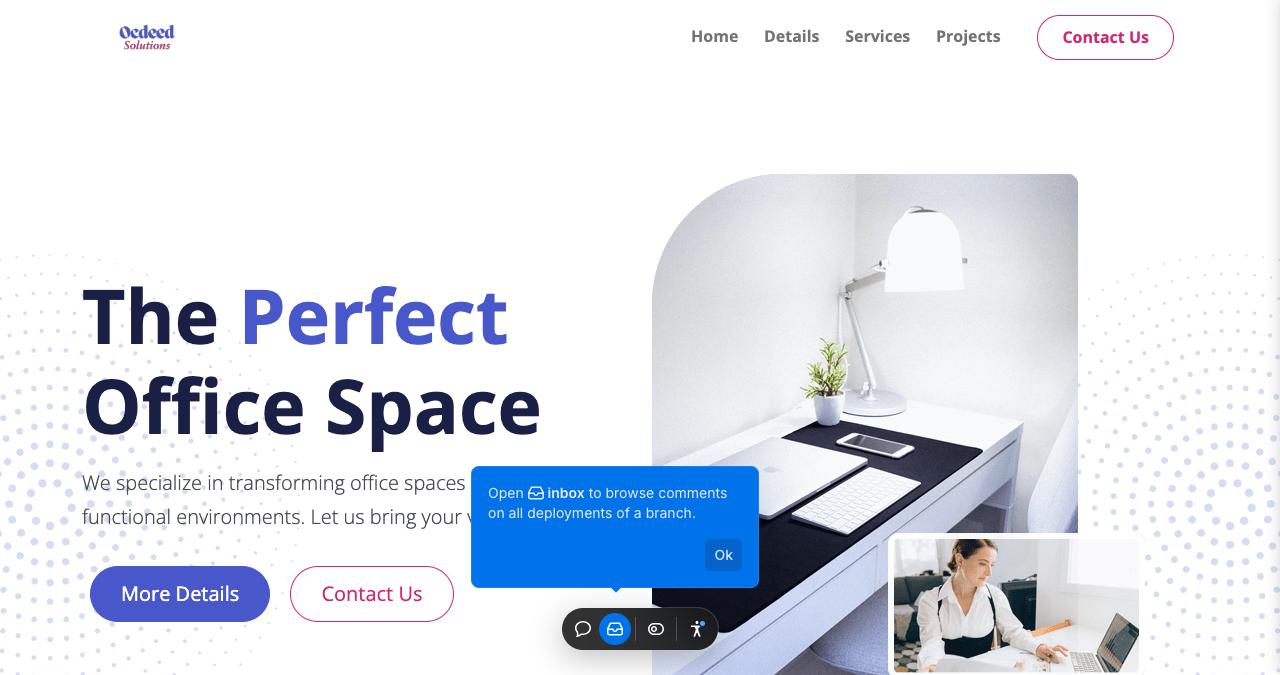 Ocdeed
Solutions
Home Details Services Projects Contact Us
The Perfect
Office Space
We specialize in transforming office spaces
functional environments. Let us bring your
Open inbox to browse comments
on all deployments of a branch.
Ok
More Details Contact Us